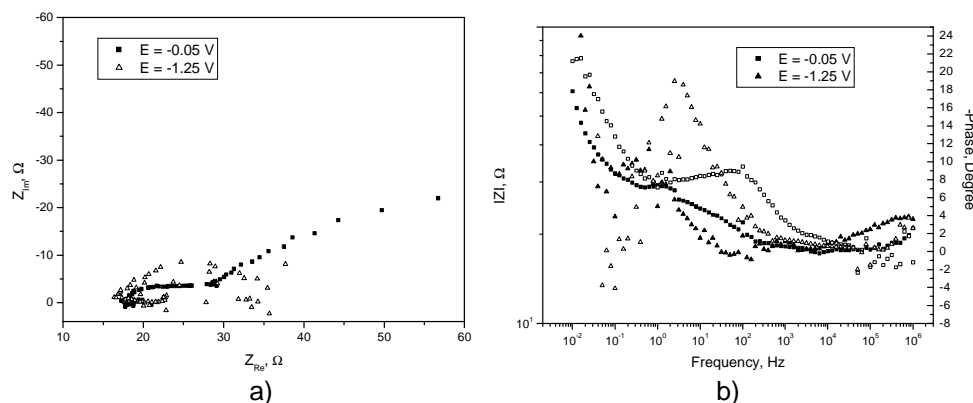 -60
-50
-40
-30
-20
-10
0
Z_Im, Ω
E = -0.05 V
E = -1.25 V
10 20 30 40 50 60
Z_Re, Ω
a)
|Z|, Ω
10^1
E = -0.05 V
E = -1.25 V
24
22
20
18
16
14
12
10
8
6
4
2
0
-2
-4
-6
-8
-Phase, Degree
10^-2 10^-1 10^0 10^1 10^2 10^3 10^4 10^5 10^6
Frequency, Hz
b)